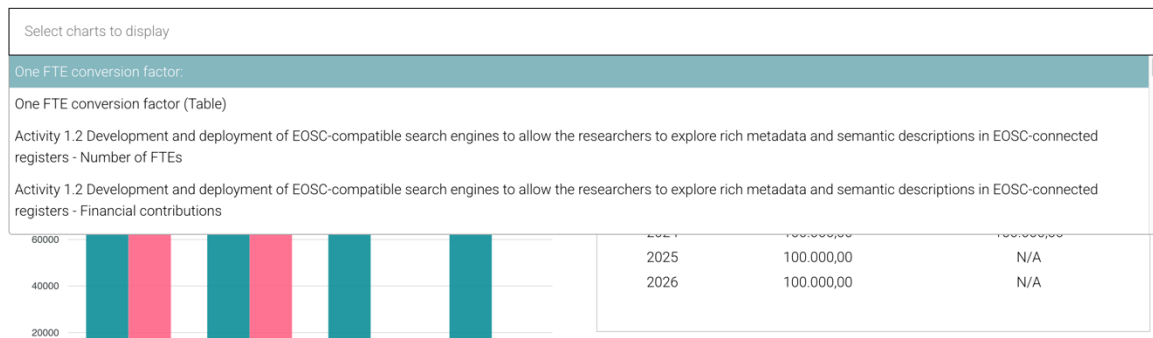 Select charts to display
One FTE conversion factor:
One FTE conversion factor (Table)
Activity 1.2 Development and deployment of EOSC-compatible search engines to allow the researchers to explore rich metadata and semantic descriptions in EOSC-connected
registers - Number of FTEs
Activity 1.2 Development and deployment of EOSC-compatible search engines to allow the researchers to explore rich metadata and semantic descriptions in EOSC-connected
registers - Financial contributions
60000
2025 100.000,00 N/A
40000
2026 100.000,00 N/A
20000